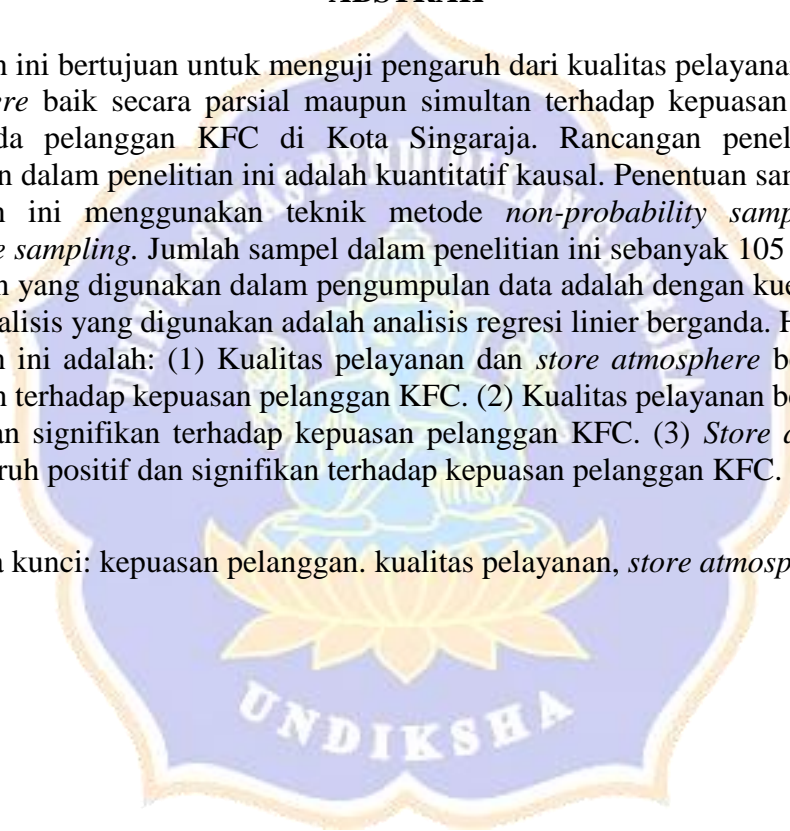 ABSTRAK
n ini bertujuan untuk menguji pengaruh dari kualitas pelayanan
ere baik secara parsial maupun simultan terhadap kepuasan
da pelanggan KFC di Kota Singaraja. Rancangan penel
n dalam penelitian ini adalah kuantitatif kausal. Penentuan sam
n ini menggunakan teknik metode non-probability samp
e sampling. Jumlah sampel dalam penelitian ini sebanyak 105
n yang digunakan dalam pengumpulan data adalah dengan kue
alisis yang digunakan adalah analisis regresi linier berganda. H
n ini adalah: (1) Kualitas pelayanan dan store atmosphere be
n terhadap kepuasan pelanggan KFC. (2) Kualitas pelayanan be
an signifikan terhadap kepuasan pelanggan KFC. (3) Store a
ruh positif dan signifikan terhadap kepuasan pelanggan KFC.
a kunci: kepuasan pelanggan. kualitas pelayanan, store atmosp
UNDIKSHA